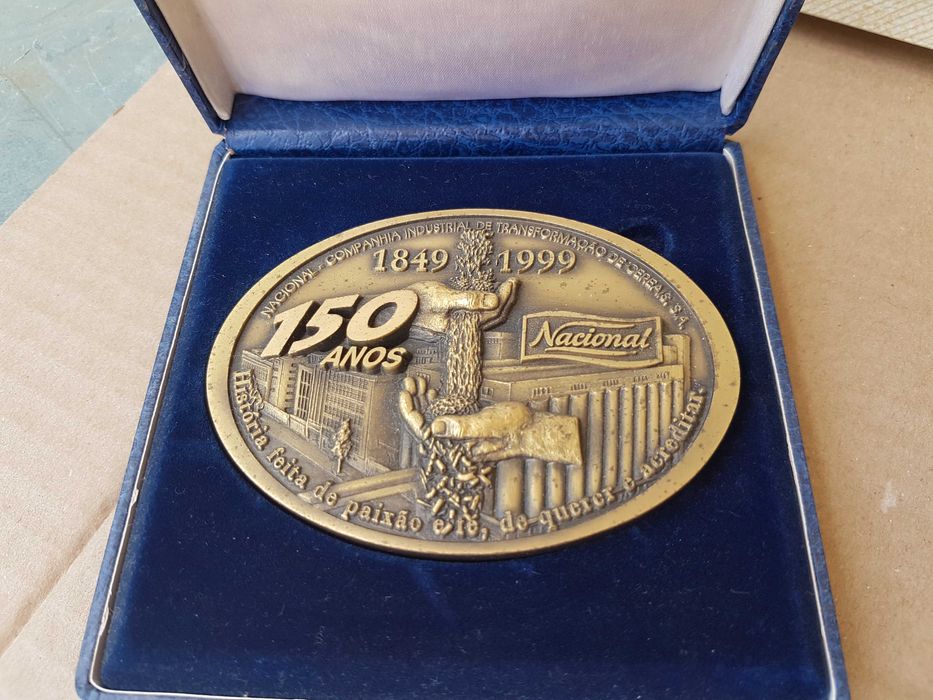 NACIONAL - COMPANHIA INDUSTRIAL DE TRANSFORMAÇÃO DE CEREAIS, S.A.
1849 1999
150
ANOS
Nacional
História feita de paixão e fé, de querer e acreditar.